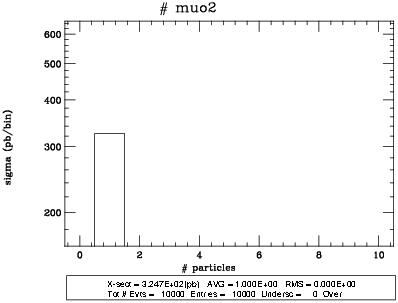 # muo2
600
500
400
300
200
sigma (pb/bin)
0 2 4 6 8 10
# particles
X-sect = 3.247E+02(pb) AVG = 1.000E+00 RMS = 0.000E+00
Tot # Evts = 10000 Entries = 10000 Undersc = 0 Over